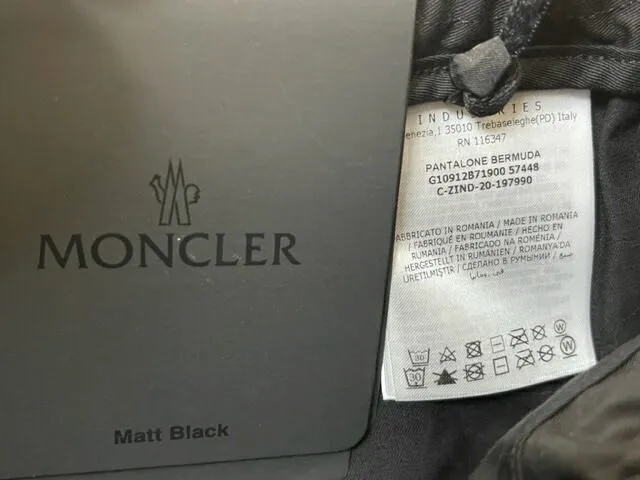 MONCLER
Matt Black
INDUSTRIES
enezia,1 35010 Trebaseleghe(PD) Italy
RN 116347
PANTALONE BERMUDA
G10912B71900 57448
C-ZIND-20-197990
ABBRICATO IN ROMANIA / MADE IN ROMANIA
/ FABRIQUÉ EN ROUMANIE / HECHO EN
RUMANIA / FABRICADO NA ROMÉNIA /
HERGESTELLT IN RUMÄNIEN / ROMANYA'DA
ÜRETILMIŞTIR / СДЕЛАНО В РУМЫНИИ /
30
W
30
W